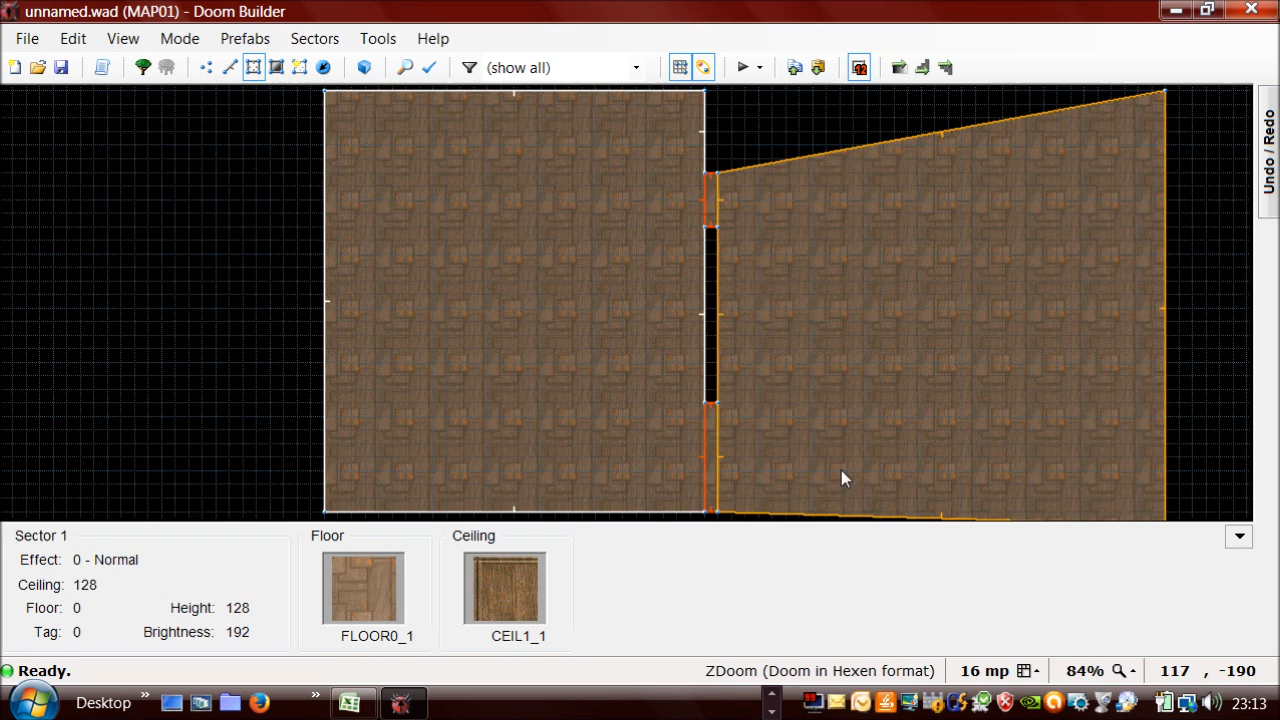 unnamed.wad (MAP01) - Doom Builder
File Edit View Mode Prefabs Sectors Tools Help
(show all)
Undo / Redo
Sector 1
Effect: 0 - Normal
Ceiling: 128
Floor: 0 Height: 128
Tag: 0 Brightness: 192
Floor
FLOOR0_1
Ceiling
CEIL1_1
Ready.
ZDoom (Doom in Hexen format) 16 mp 84% 117 , -190
Desktop » » 23:13